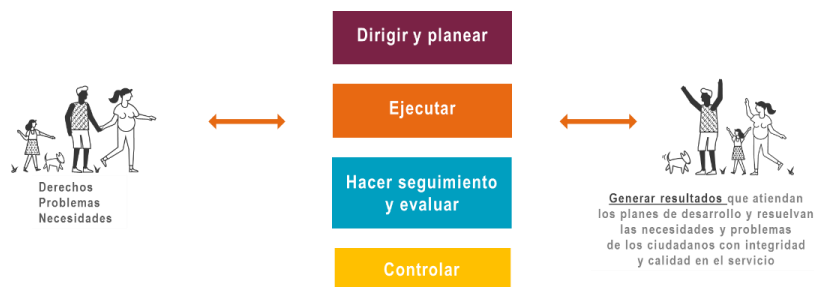 Dirigir y planear
Ejecutar
Hacer seguimiento
y evaluar
Controlar
Derechos
Problemas
Necesidades
Generar resultados que atiendan
los planes de desarrollo y resuelvan
las necesidades y problemas
de los ciudadanos con integridad
y calidad en el servicio